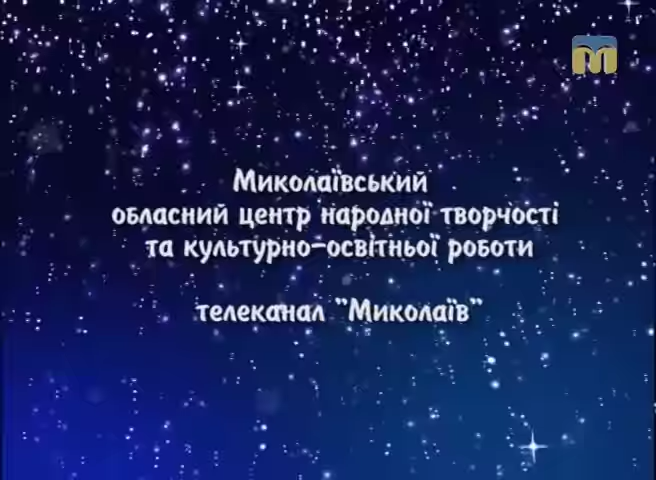 Миколаївський
обласний центр народної творчості
та культурно-освітньої роботи
телеканал "Миколаїв"